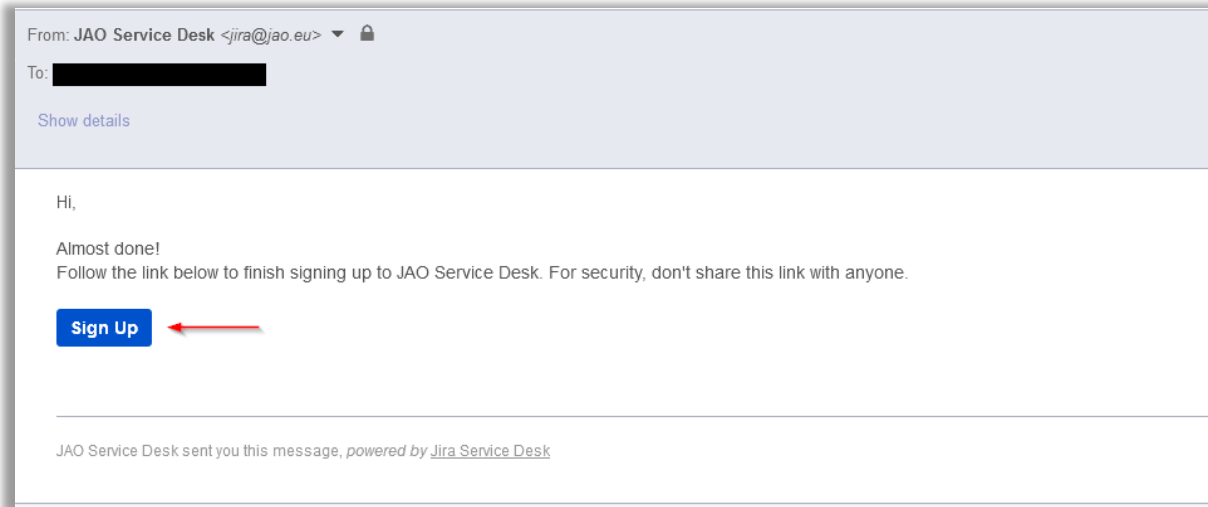 From: JAO Service Desk <jira@jao.eu>
To:
Show details
Hi,
Almost done!
Follow the link below to finish signing up to JAO Service Desk. For security, don't share this link with anyone.
Sign Up
JAO Service Desk sent you this message, powered by Jira Service Desk